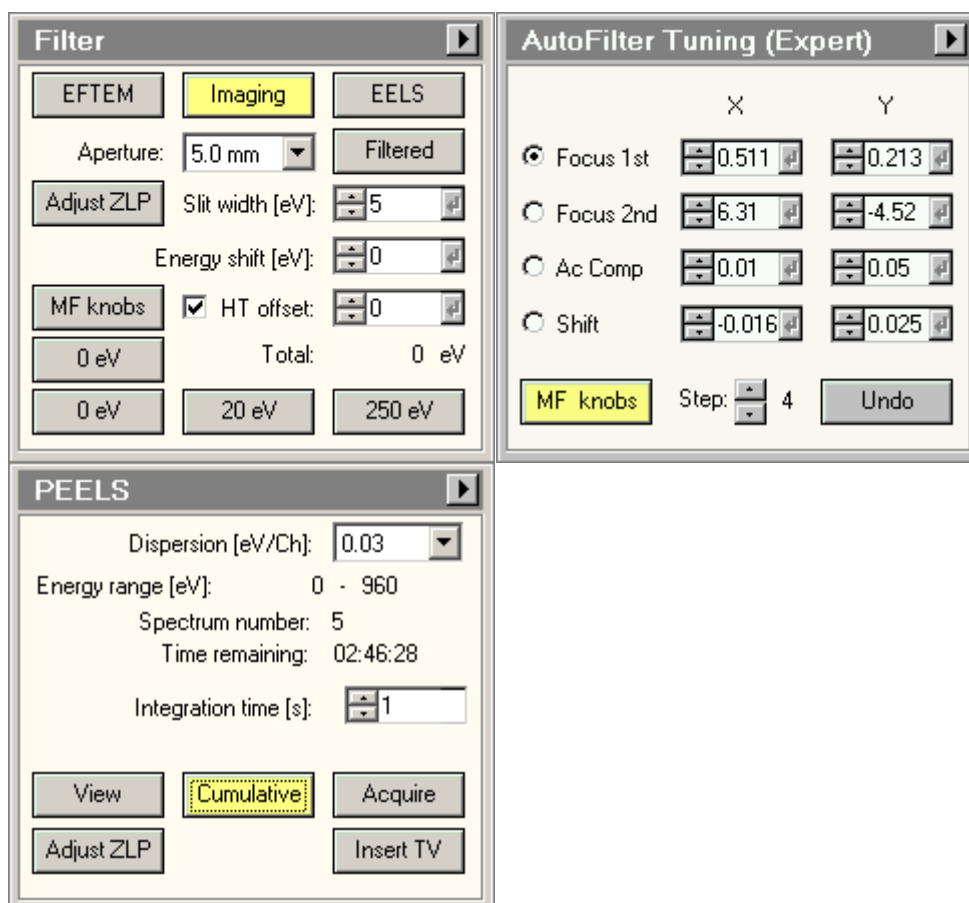 Filter
EFTEM Imaging EELS
Aperture: 5.0 mm Filtered
Adjust ZLP Slit width [eV]: 5
Energy shift [eV]: 0
MF knobs HT offset: 0
0 eV Total: 0 eV
0 eV 20 eV 250 eV
AutoFilter Tuning (Expert)
X Y
Focus 1st 0.511 0.213
Focus 2nd 6.31 -4.52
Ac Comp 0.01 0.05
Shift -0.016 0.025
MF knobs Step: 4 Undo
PEELS
Dispersion [eV/Ch]: 0.03
Energy range [eV]: 0 - 960
Spectrum number: 5
Time remaining: 02:46:28
Integration time [s]: 1
View Cumulative Acquire
Adjust ZLP Insert TV